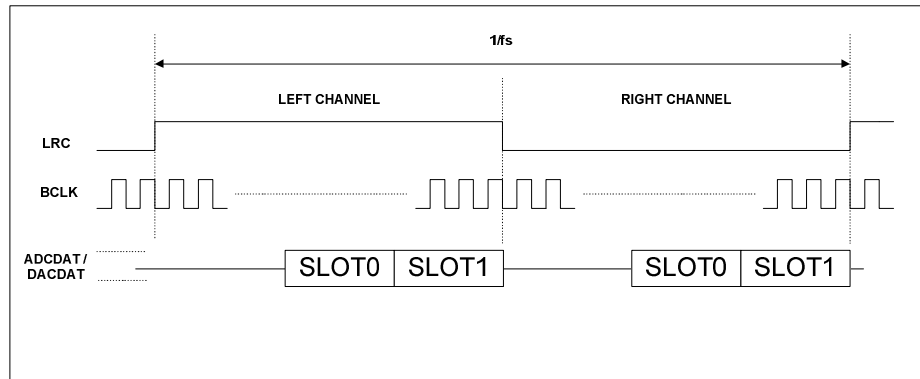 1/fs
LEFT CHANNEL RIGHT CHANNEL
LRC
BCLK
ADCDAT /
DACDAT
SLOT0 SLOT1 SLOT0 SLOT1